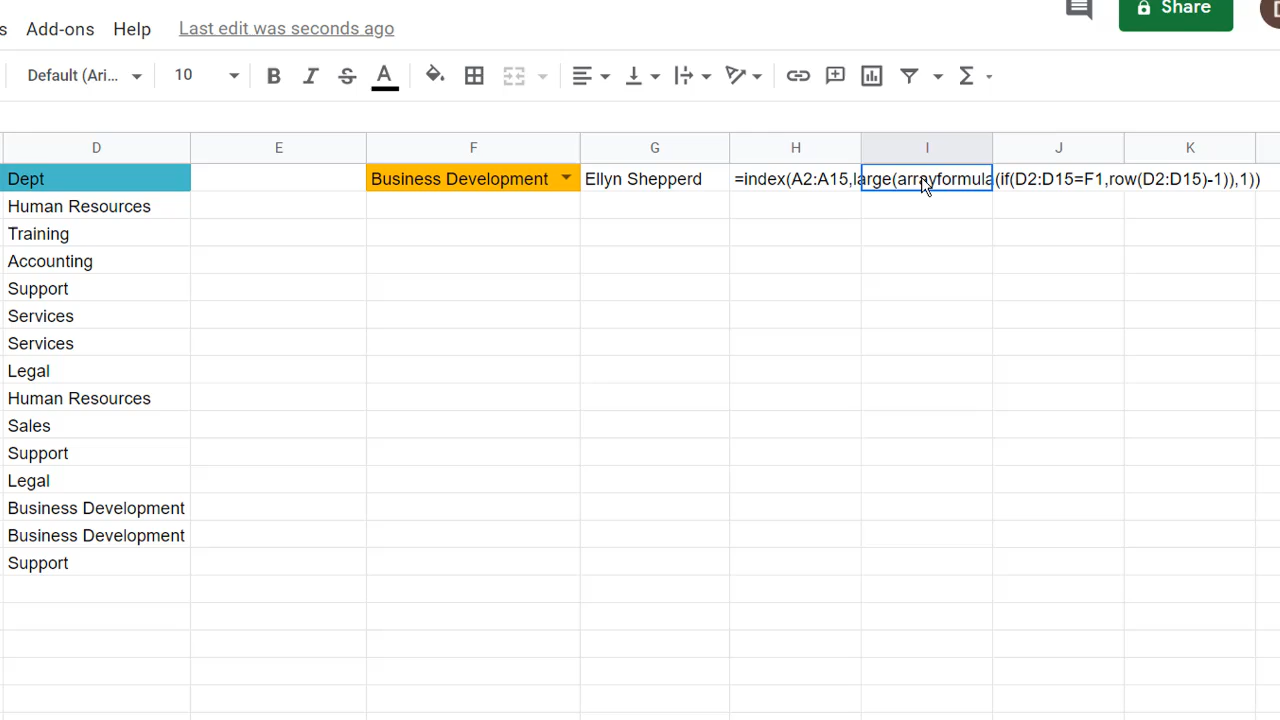 s Add-ons Help Last edit was seconds ago Share
Default (Ari... 10 B I S A Σ
D E F G H I J K
Dept Business Development Ellyn Shepperd =index(A2:A15,large(arrayformula(if(D2:D15=F1,row(D2:D15)-1)),1))
Human Resources
Training
Accounting
Support
Services
Services
Legal
Human Resources
Sales
Support
Legal
Business Development
Business Development
Support